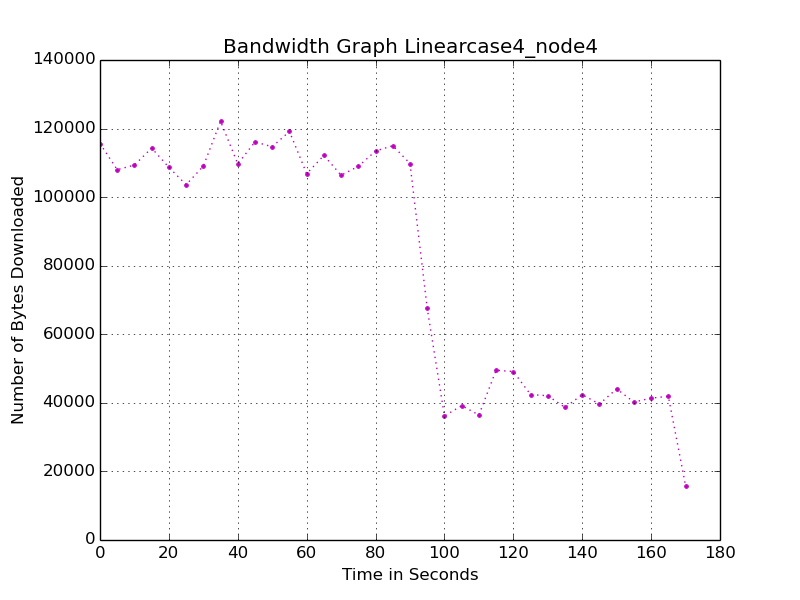 Bandwidth Graph Linearcase4_node4
140000
120000
100000
80000
60000
40000
20000
0
Number of Bytes Downloaded
0 20 40 60 80 100 120 140 160 180
Time in Seconds